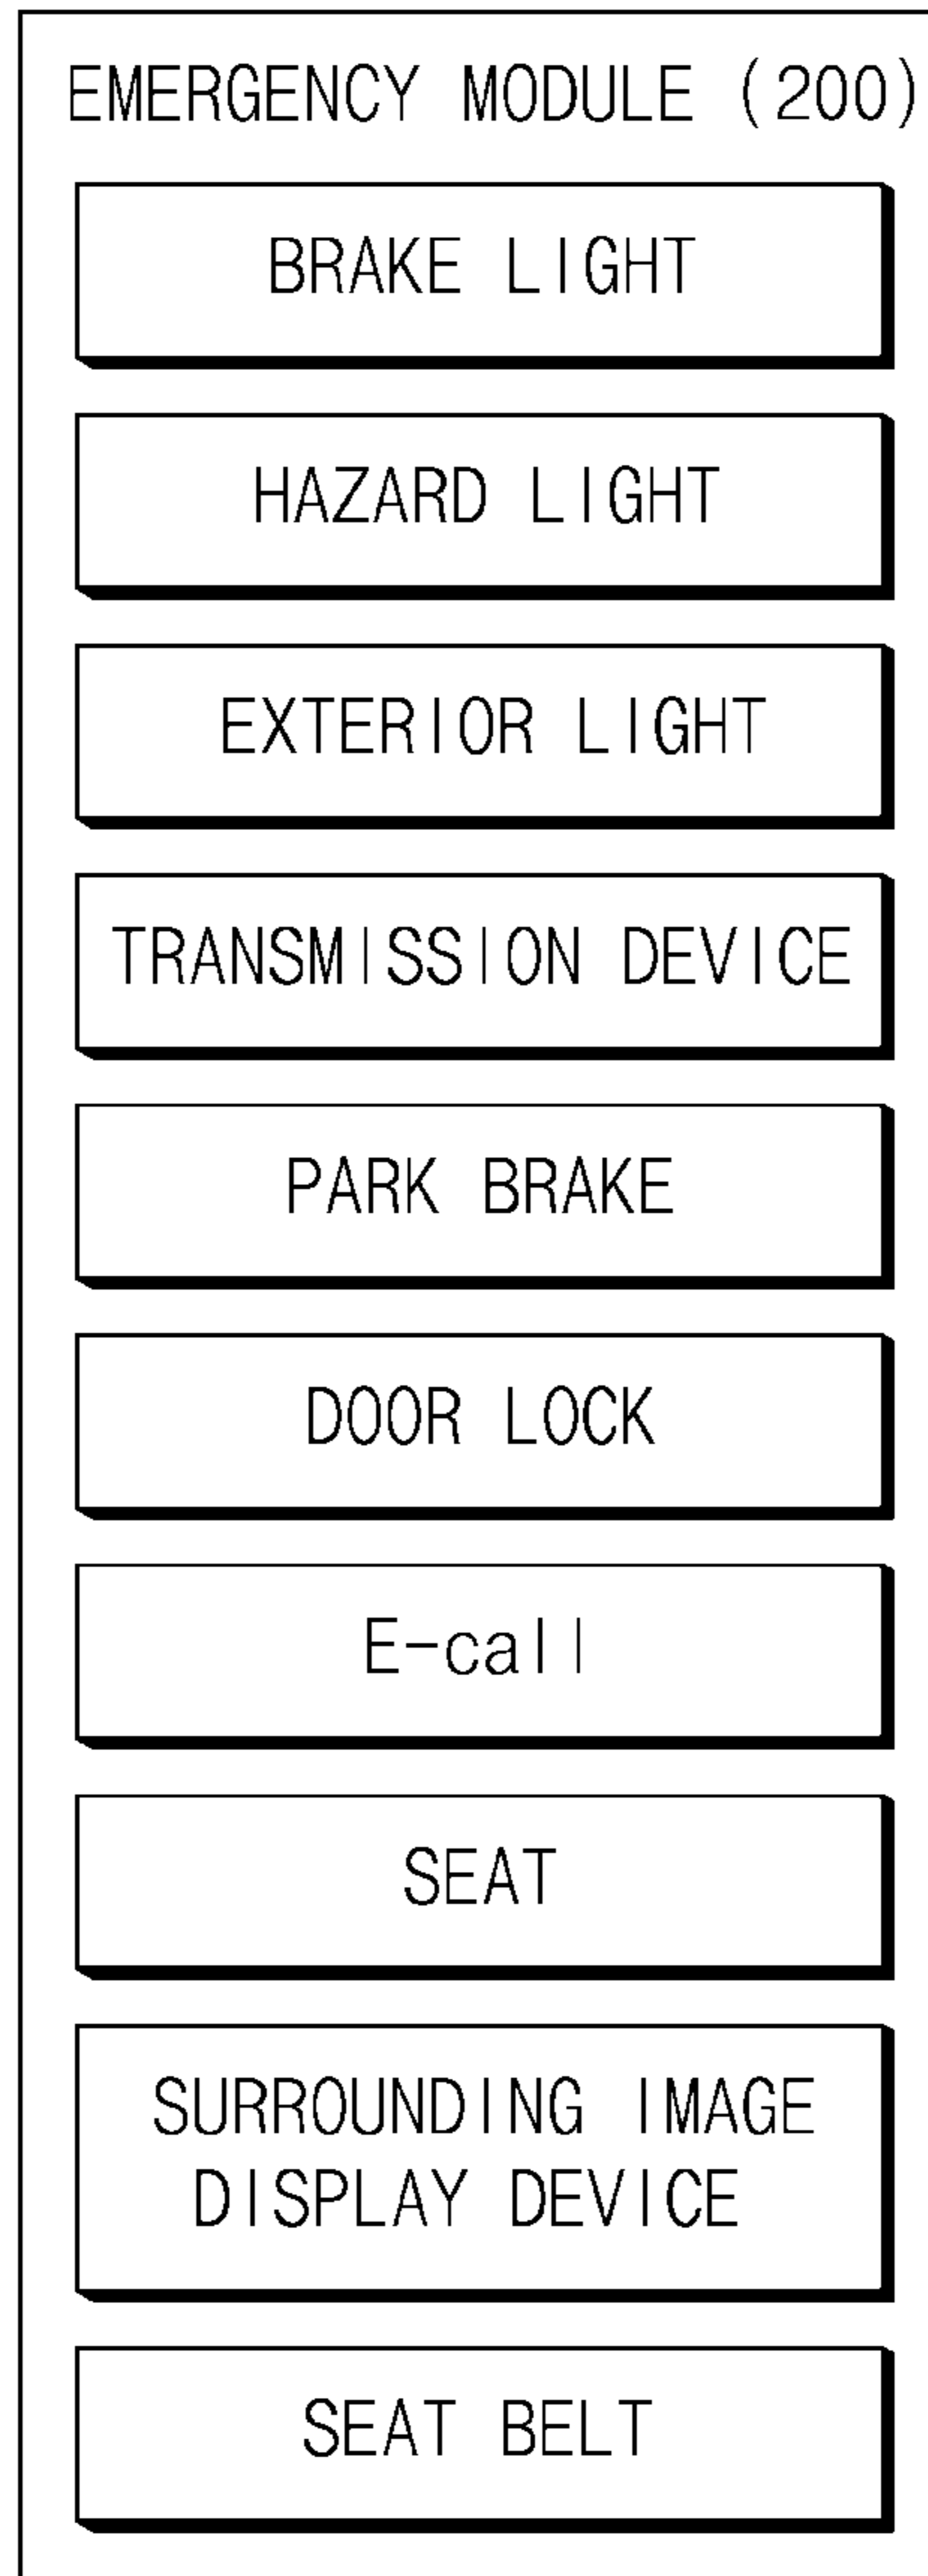 EMERGENCY MODULE (200)
BRAKE LIGHT
HAZARD LIGHT
EXTERIOR LIGHT
TRANSMISSION DEVICE
PARK BRAKE
DOOR LOCK
E-call
SEAT
SURROUNDING IMAGE
DISPLAY DEVICE
SEAT BELT